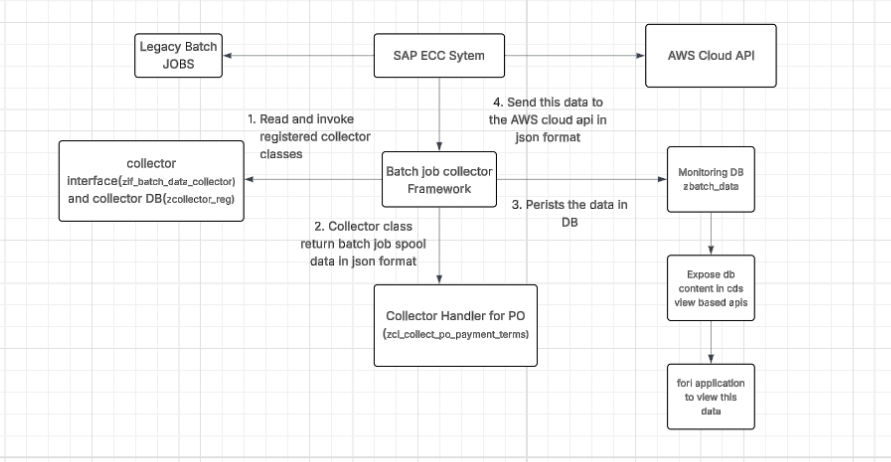 Legacy Batch
JOBS
SAP ECC Sytem
AWS Cloud API
1. Read and invoke
registered collector
classes
4. Send this data to
the AWS cloud api in
json format
collector
interface(zif_batch_data_collector)
and collector DB(zcollector_reg)
Batch job collector
Framework
Monitoring DB
zbatch_data
3. Perists the data in
DB
2. Collector class
return batch job spool
data in json format
Expose db
content in cds
view based apis
Collector Handler for PO
(zcl_collect_po_payment_terms)
fori application
to view this
data